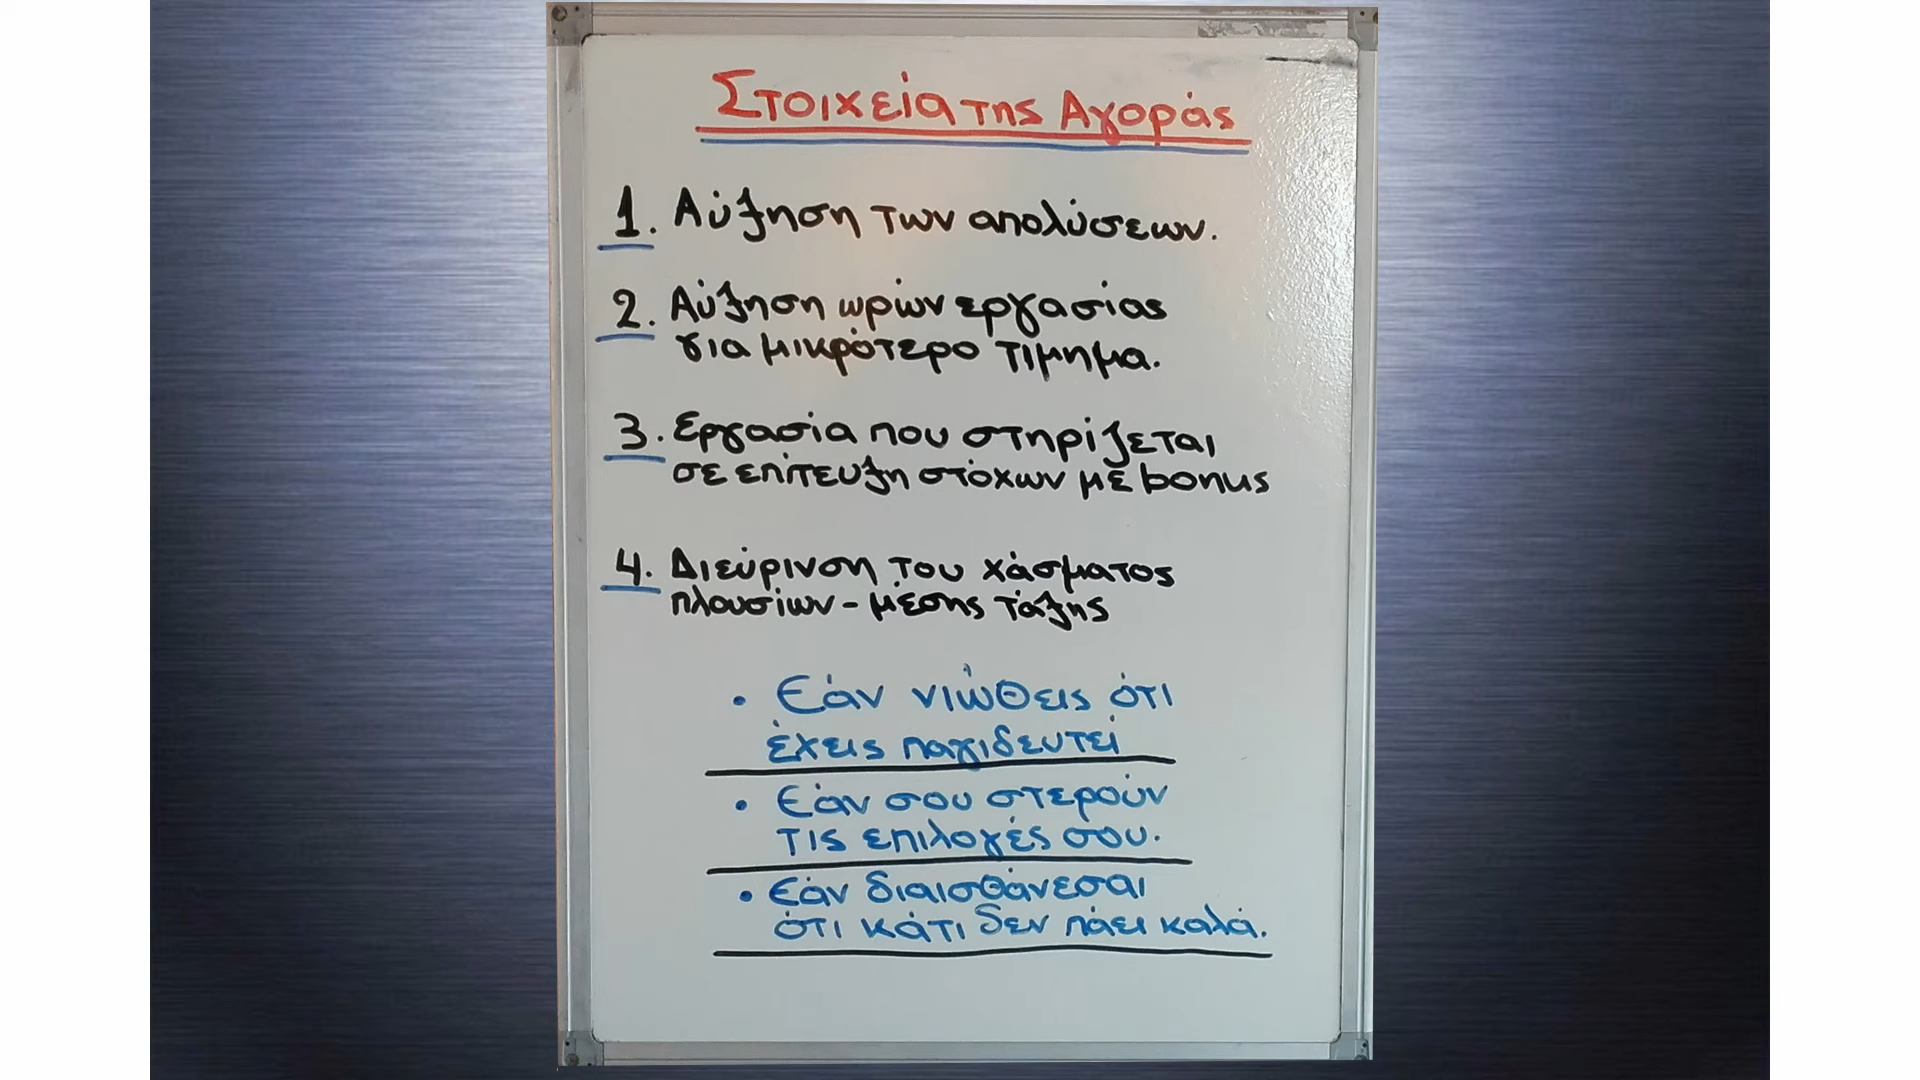 Στοιχεία της Αγοράς
1. Αύξηση των απολύσεων.
2. Αύξηση ωρών εργασίας
για μικρότερο τιμημα.
3. Εργασία που στηρίζεται
σε επίτευξη στόχων με bonus
4. Διεύρινση του χάσματος
πλουσίων - μέσης τάξης
• Εάν νιώθεις ότι
έχεις παγιδευτεί
• Εάν σου στερούν
τις επιλογές σου.
• Εάν διαισθάνεσαι
ότι κάτι δεν πάει καλά.